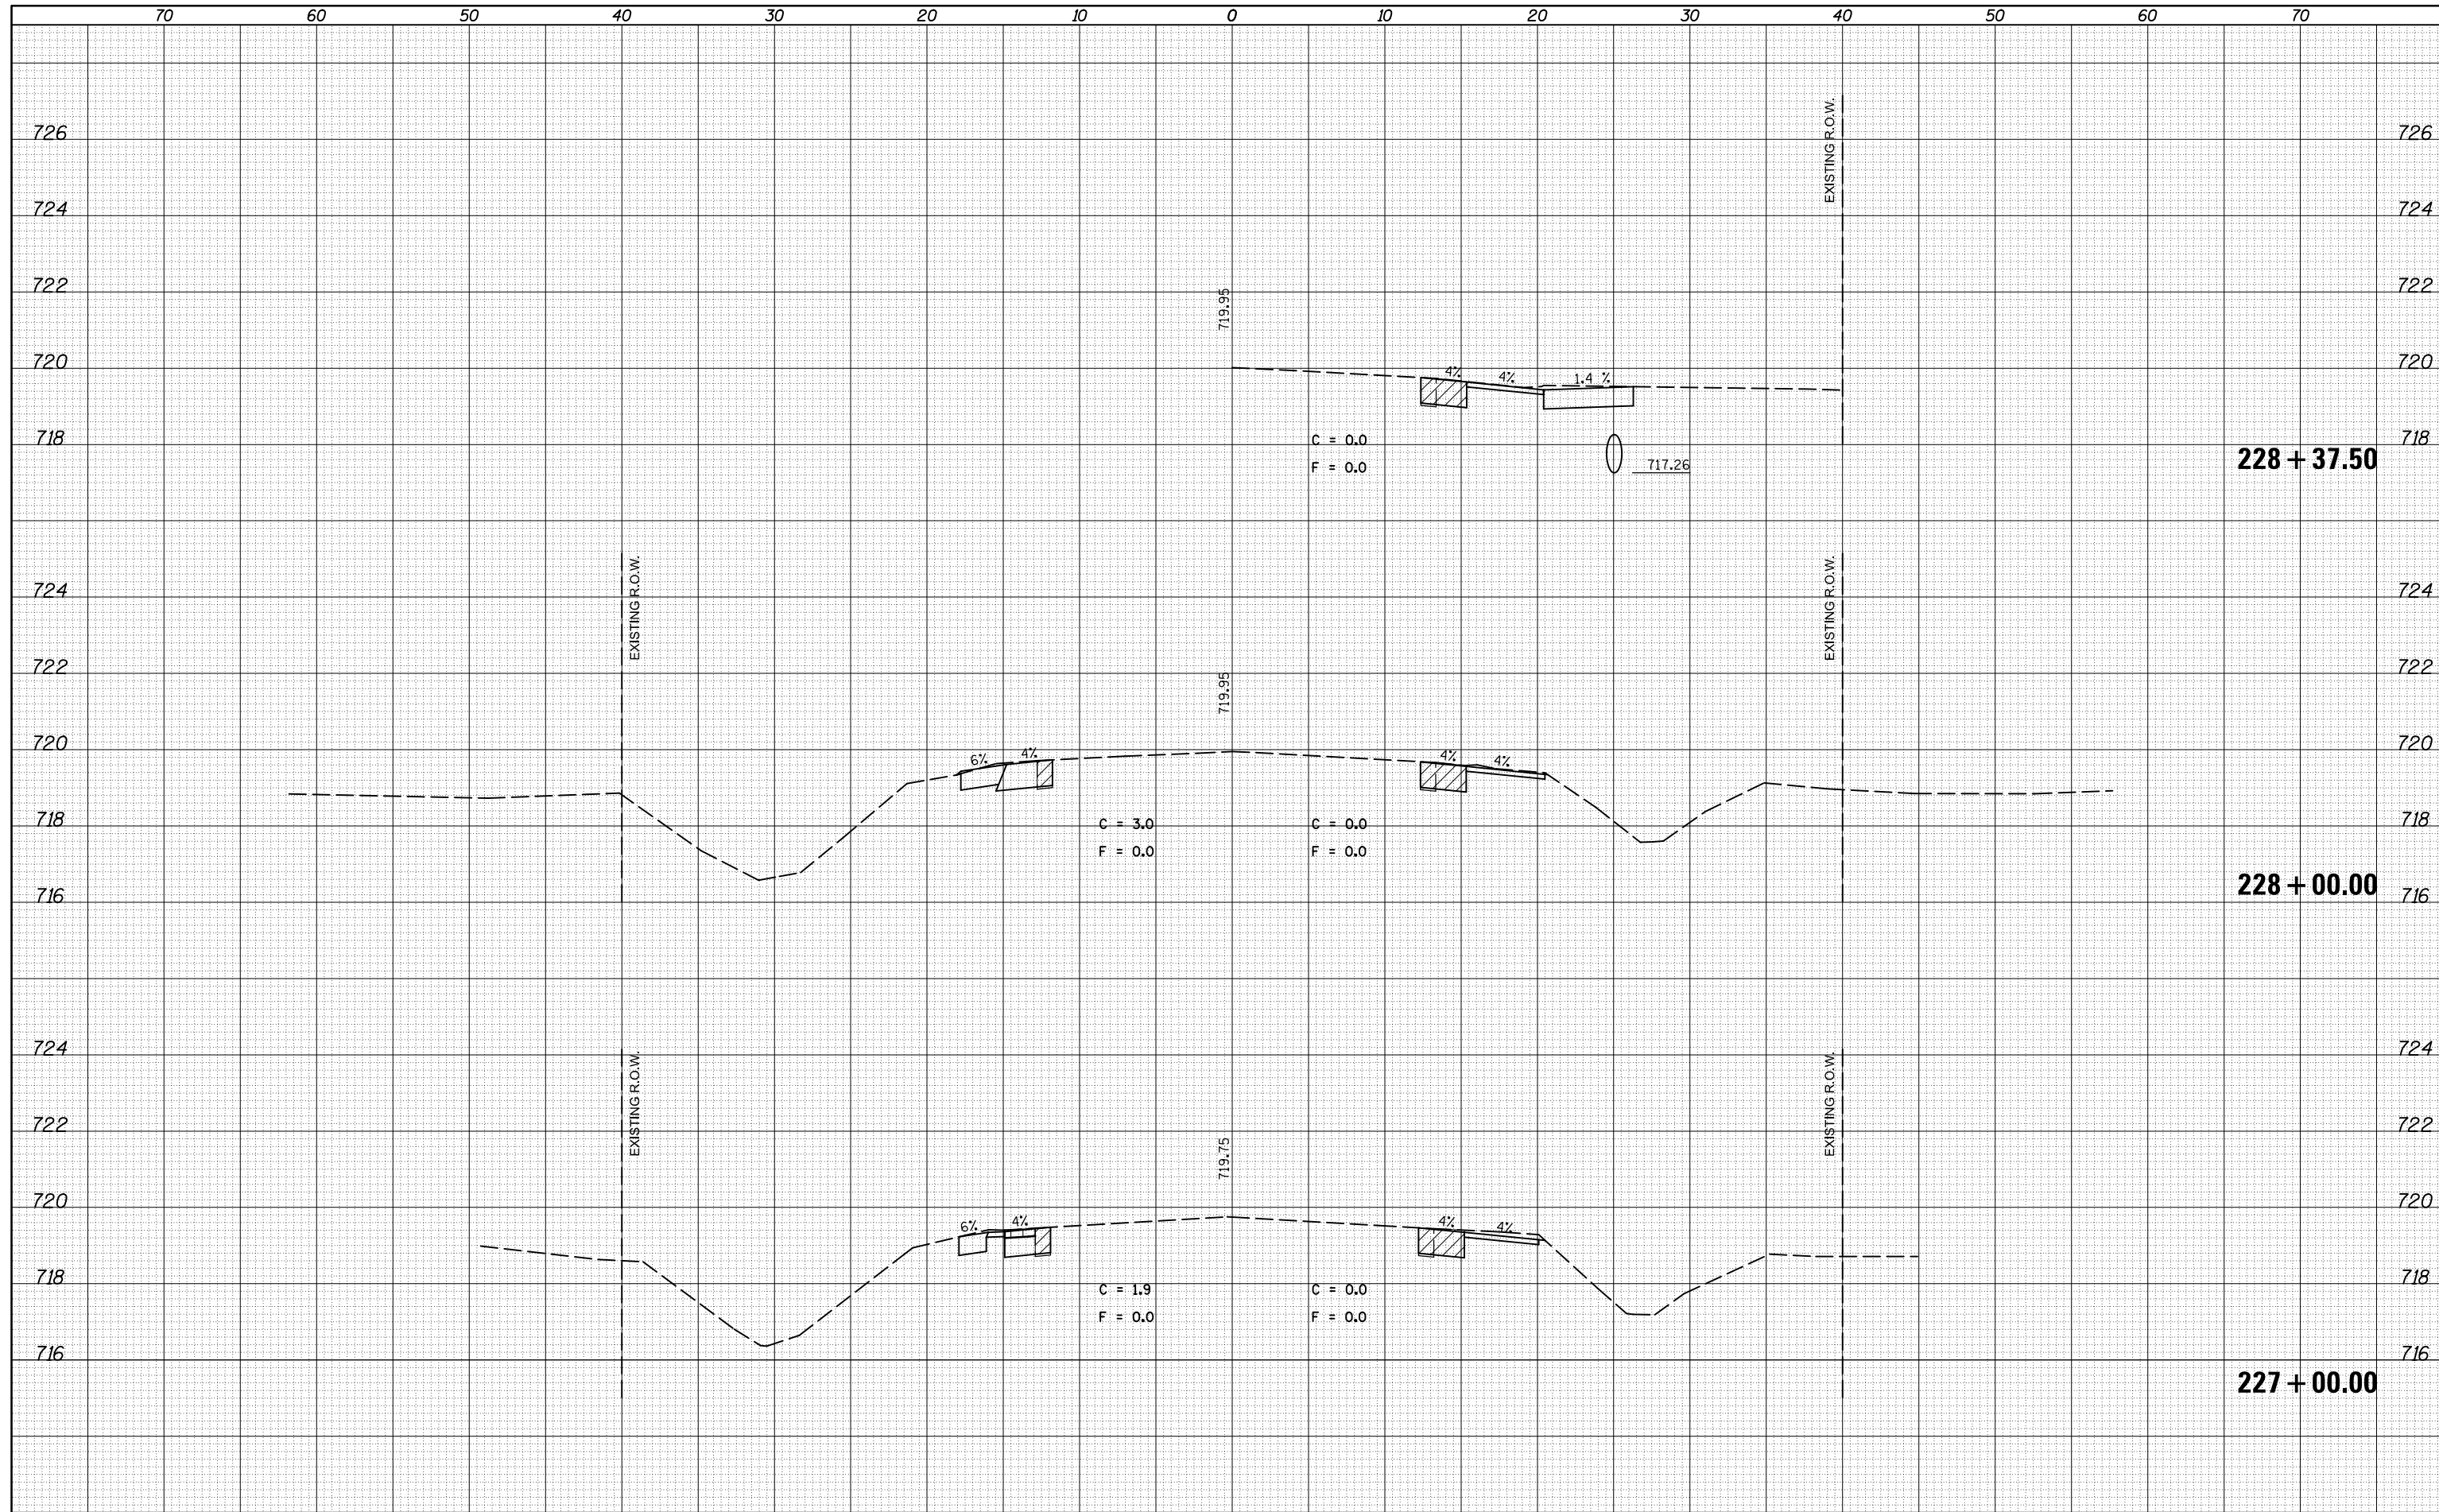 70 60 50 40 30 20 10 0 10 20 30 40 50 60 70
EXISTING R.O.W.
726 726
724 724
722 722
719.95
720 720
4% 4% 1.4 %
718 718
C = 0.0
F = 0.0
717.26
228+37.50
EXISTING R.O.W. EXISTING R.O.W.
724 724
722 722
719.95
720 720
6% 4% 4% 4%
718 718
C = 3.0 C = 0.0
F = 0.0 F = 0.0
228+00.00
716 716
EXISTING R.O.W. EXISTING R.O.W.
724 724
722 722
719.75
720 720
6% 4% 4% 4%
718 718
C = 1.9 C = 0.0
F = 0.0 F = 0.0
716 716
227+00.00